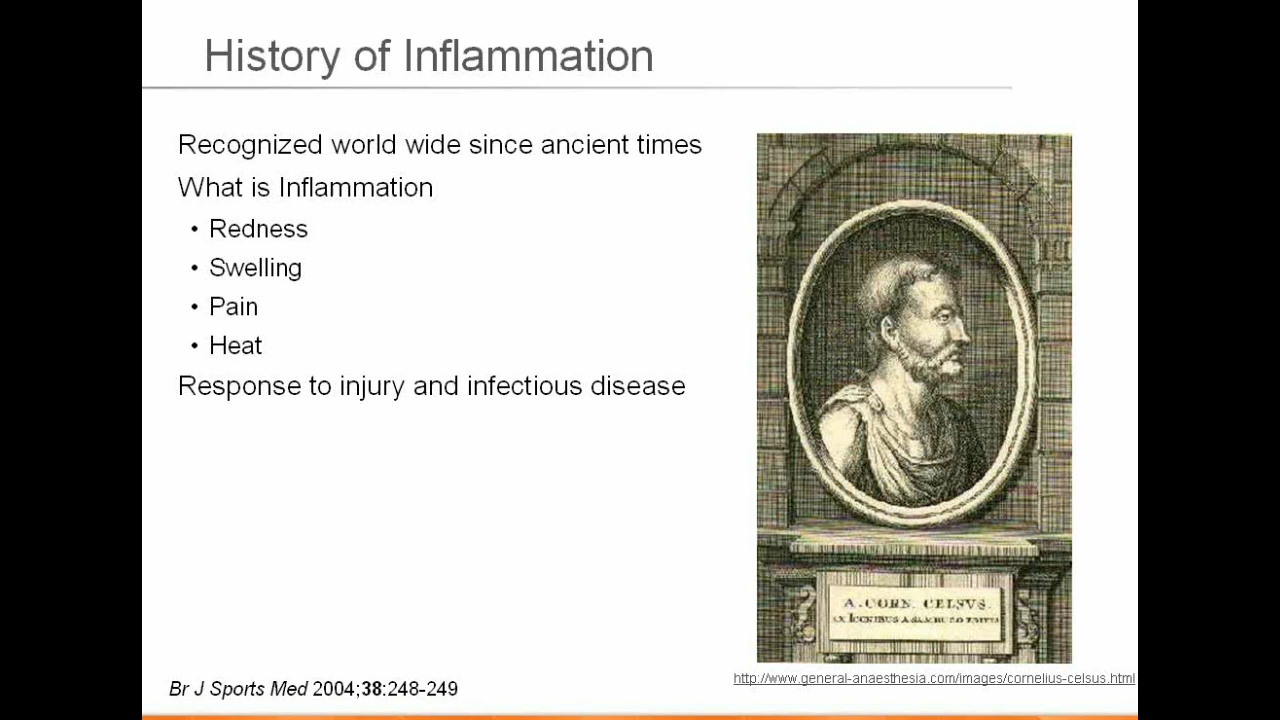 History of Inflammation
Recognized world wide since ancient times
What is Inflammation
• Redness
• Swelling
• Pain
• Heat
Response to injury and infectious disease
A. CORN. CELSVS.
Br J Sports Med 2004;38:248-249
http://www.general-anaesthesia.com/images/cornelius-celsus.html